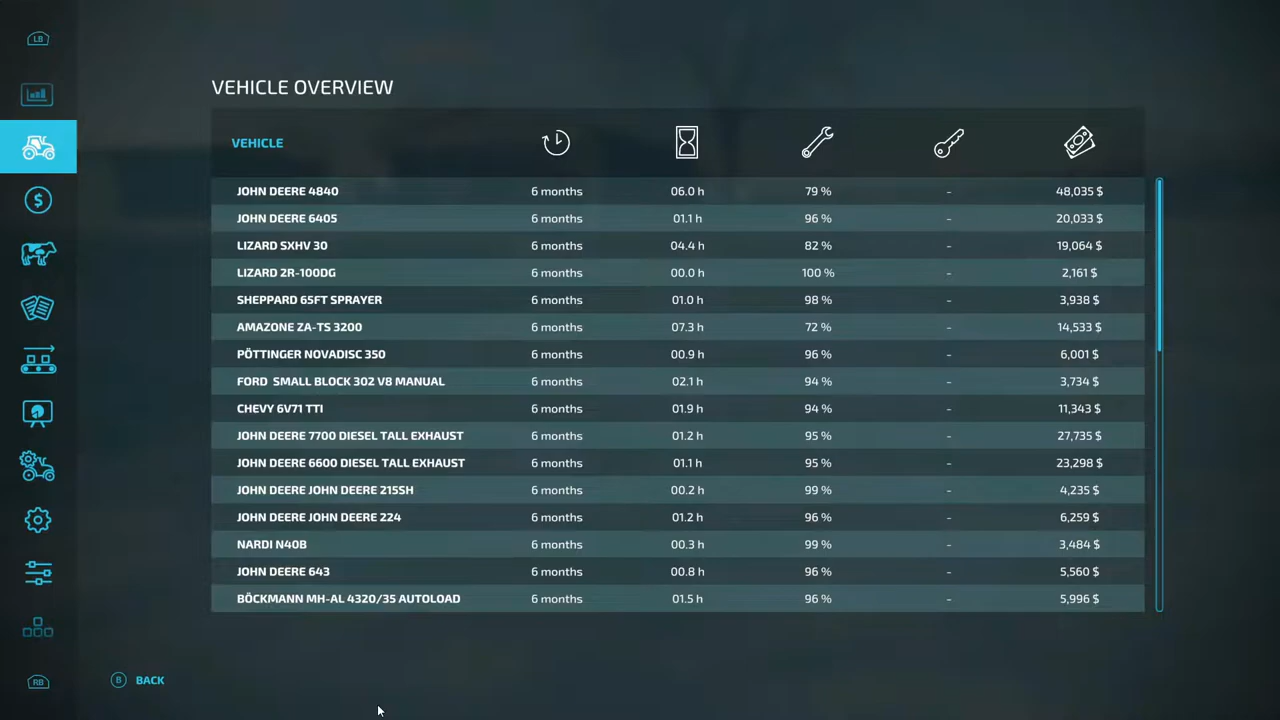 LB
VEHICLE OVERVIEW
VEHICLE
JOHN DEERE 4840 6 months 06.0 h 79 % - 48,035 $
JOHN DEERE 6405 6 months 01.1 h 96 % - 20,033 $
LIZARD SXHV 30 6 months 04.4 h 82 % - 19,064 $
LIZARD 2R-100DG 6 months 00.0 h 100 % - 2,161 $
SHEPPARD 65FT SPRAYER 6 months 01.0 h 98 % - 3,938 $
AMAZONE ZA-TS 3200 6 months 07.3 h 72 % - 14,533 $
PÖTTINGER NOVADISC 350 6 months 00.9 h 96 % - 6,001 $
FORD SMALL BLOCK 302 V8 MANUAL 6 months 02.1 h 94 % - 3,734 $
CHEVY 6V71 TTI 6 months 01.9 h 94 % - 11,343 $
JOHN DEERE 7700 DIESEL TALL EXHAUST 6 months 01.2 h 95 % - 27,735 $
JOHN DEERE 6600 DIESEL TALL EXHAUST 6 months 01.1 h 95 % - 23,298 $
JOHN DEERE JOHN DEERE 215SH 6 months 00.2 h 99 % - 4,235 $
JOHN DEERE JOHN DEERE 224 6 months 01.2 h 96 % - 6,259 $
NARDI N40B 6 months 00.3 h 99 % - 3,484 $
JOHN DEERE 643 6 months 00.8 h 96 % - 5,560 $
BÖCKMANN MH-AL 4320/35 AUTOLOAD 6 months 01.5 h 96 % - 5,996 $
RB
B BACK